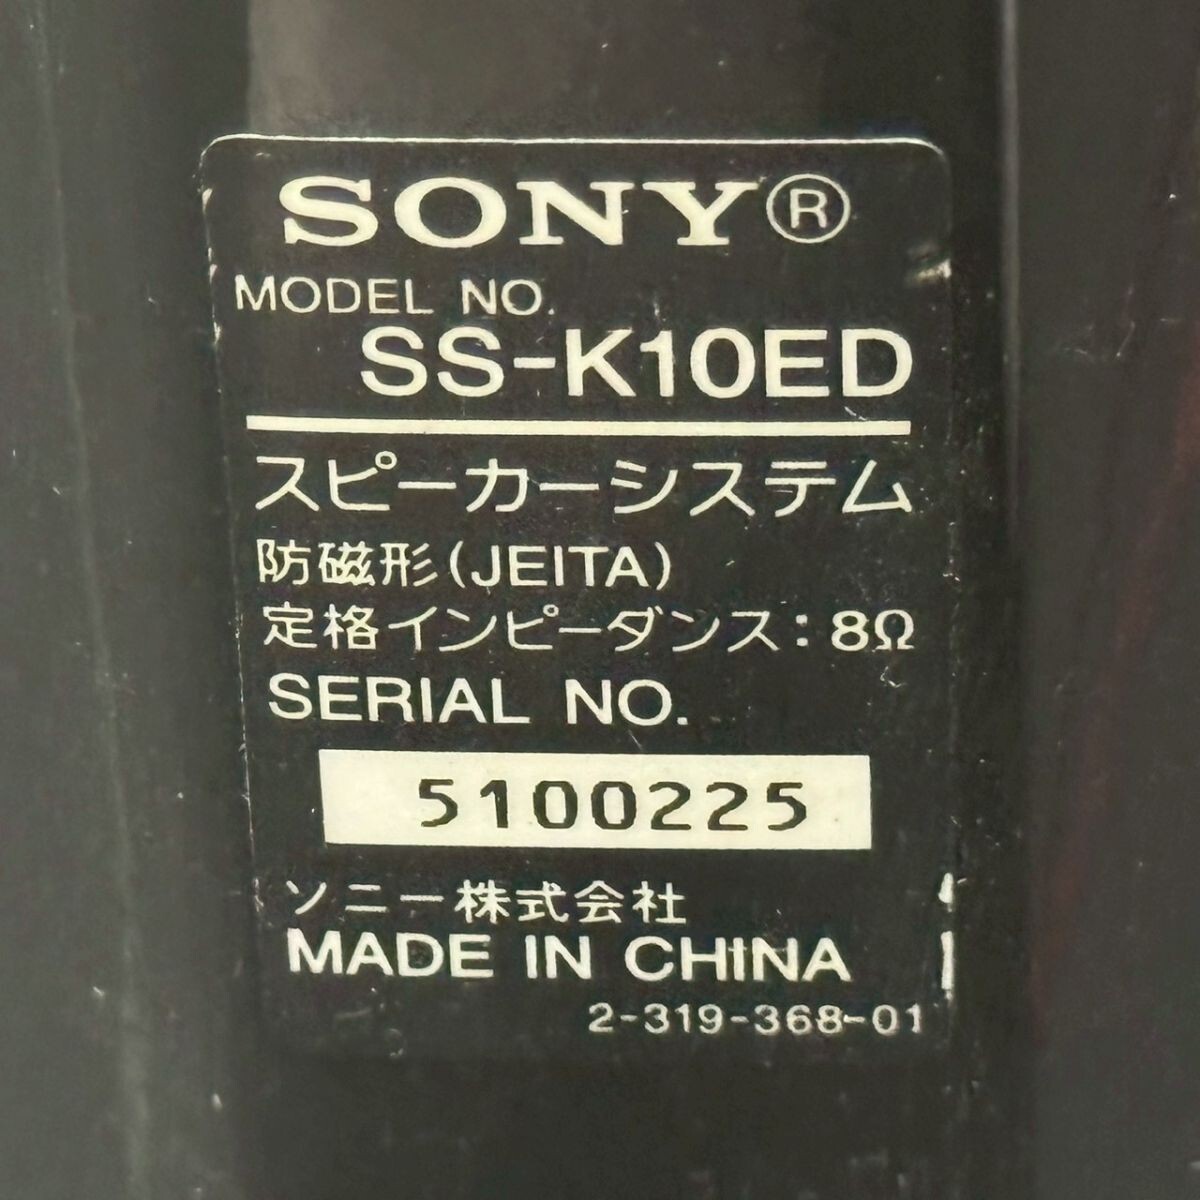 SONY®
MODEL NO.
SS-K10ED
スピーカーシステム
防磁形(JEITA)
定格インピーダンス:8Ω
SERIAL NO.
5100225
ソニー株式会社
MADE IN CHINA
2-319-368-01